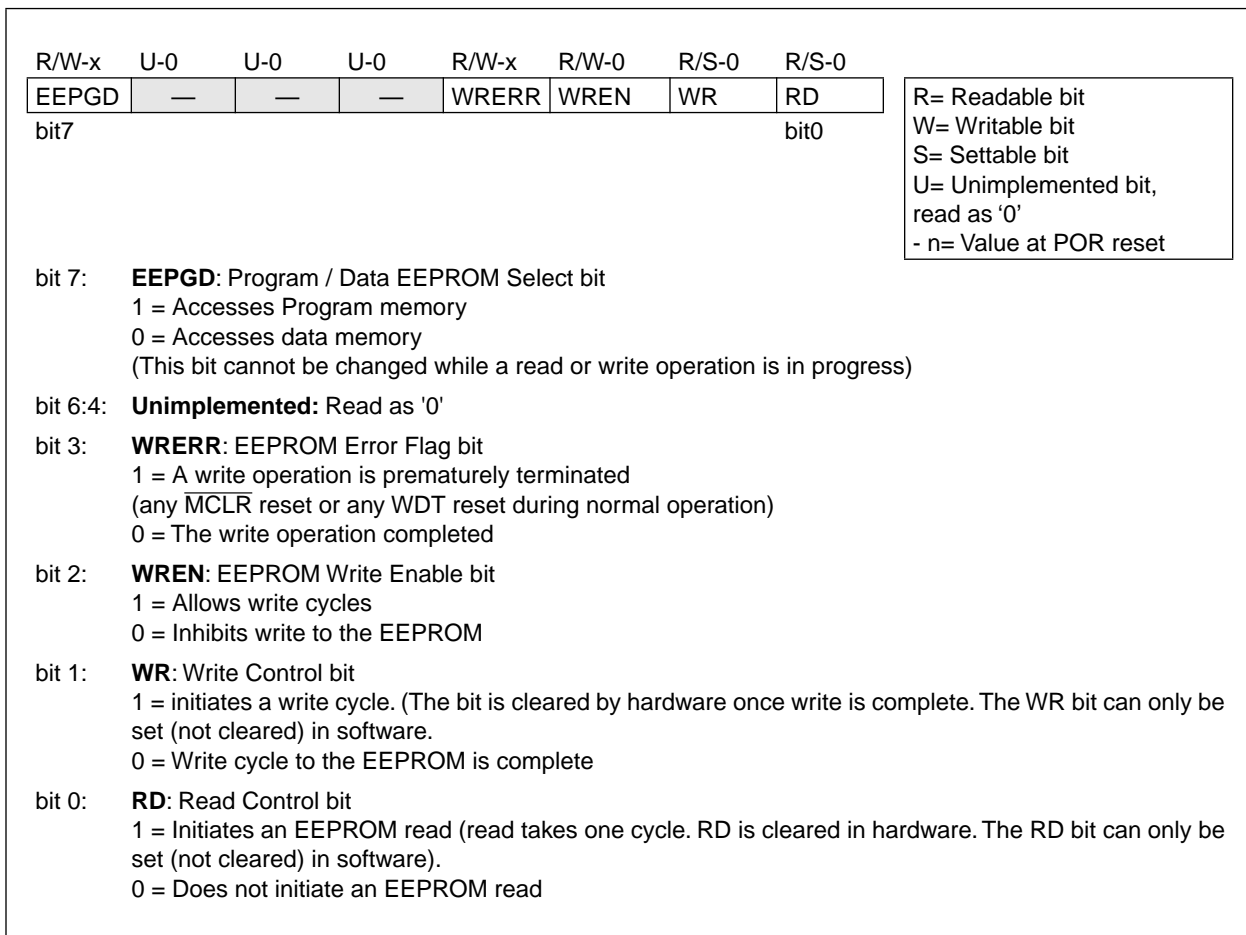 R/W-x U-0 U-0 U-0 R/W-x R/W-0 R/S-0 R/S-0
EEPGD — — — WRERR WREN WR RD
bit7 bit0
R= Readable bit
W= Writable bit
S= Settable bit
U= Unimplemented bit,
read as ‘0’
- n= Value at POR reset
bit 7: EEPGD: Program / Data EEPROM Select bit
1 = Accesses Program memory
0 = Accesses data memory
(This bit cannot be changed while a read or write operation is in progress)
bit 6:4: Unimplemented: Read as '0'
bit 3: WRERR: EEPROM Error Flag bit
1 = A write operation is prematurely terminated
(any MCLR reset or any WDT reset during normal operation)
0 = The write operation completed
bit 2: WREN: EEPROM Write Enable bit
1 = Allows write cycles
0 = Inhibits write to the EEPROM
bit 1: WR: Write Control bit
1 = initiates a write cycle. (The bit is cleared by hardware once write is complete. The WR bit can only be
set (not cleared) in software.
0 = Write cycle to the EEPROM is complete
bit 0: RD: Read Control bit
1 = Initiates an EEPROM read (read takes one cycle. RD is cleared in hardware. The RD bit can only be
set (not cleared) in software).
0 = Does not initiate an EEPROM read